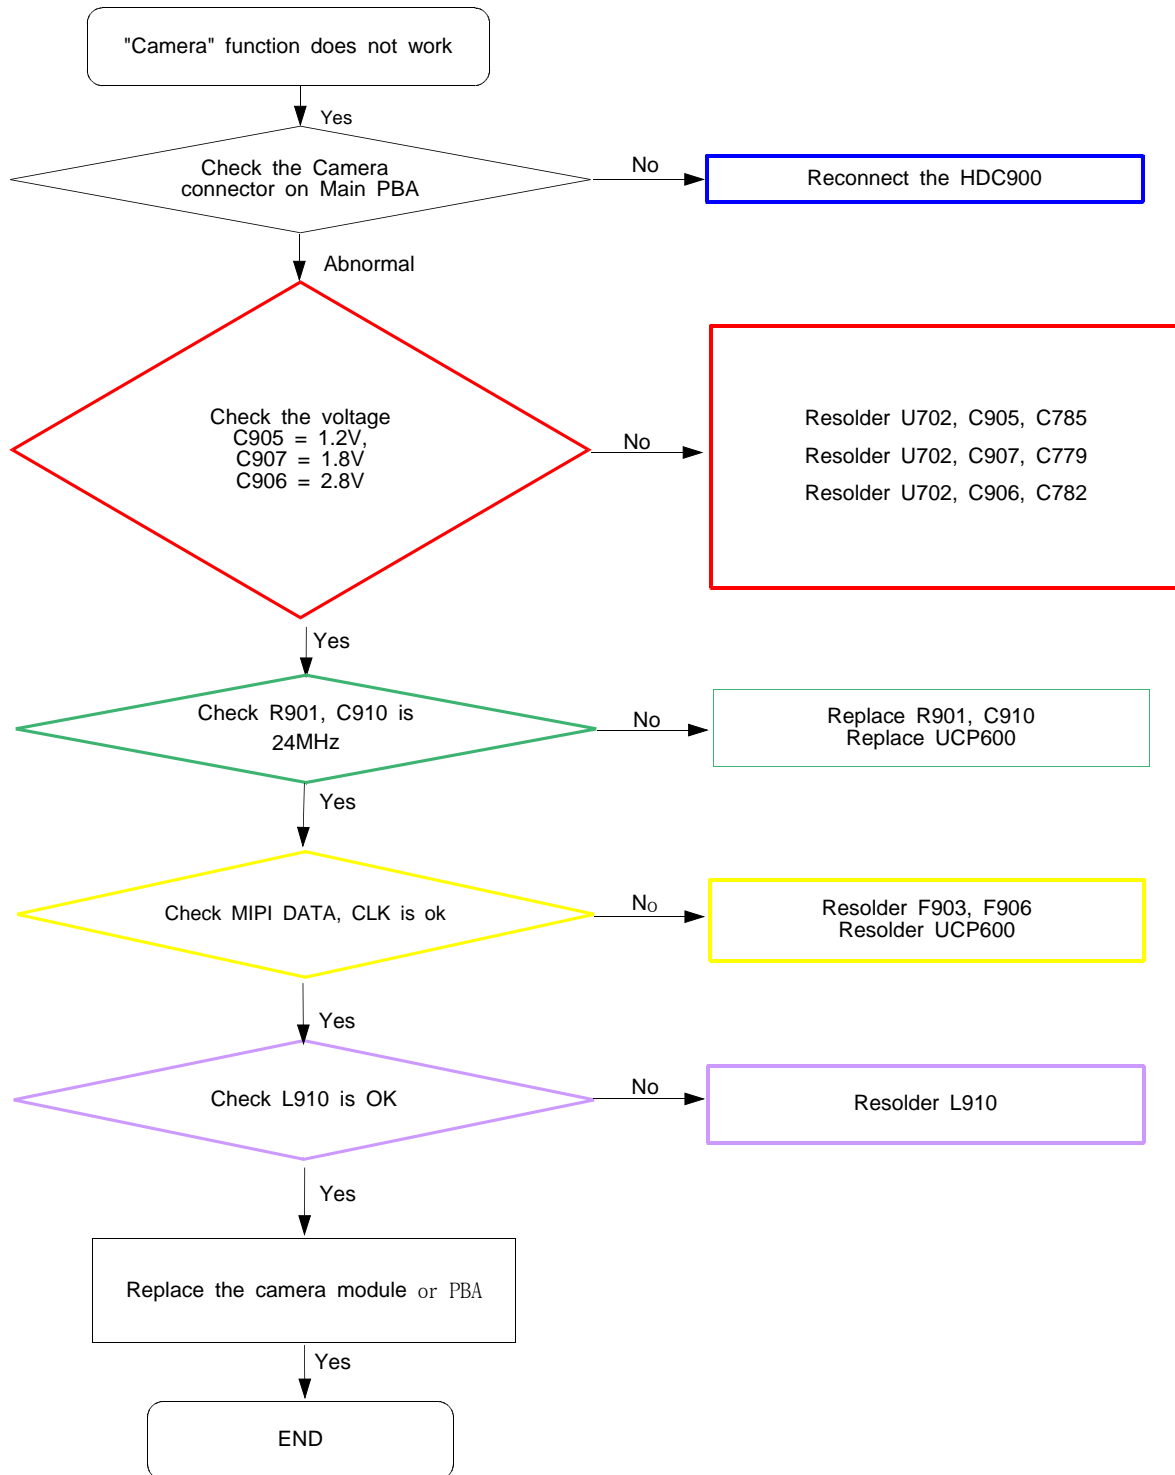 "Camera" function does not work
Yes
Check the Camera
connector on Main PBA
No
Reconnect the HDC900
Abnormal
Check the voltage
C905 = 1.2V,
C907 = 1.8V
C906 = 2.8V
No
Resolder U702, C905, C785
Resolder U702, C907, C779
Resolder U702, C906, C782
Yes
Check R901, C910 is
24MHz
No
Replace R901, C910
Replace UCP600
Yes
Check MIPI DATA, CLK is ok
No
Resolder F903, F906
Resolder UCP600
Yes
Check L910 is OK
No
Resolder L910
Yes
Replace the camera module or PBA
Yes
END